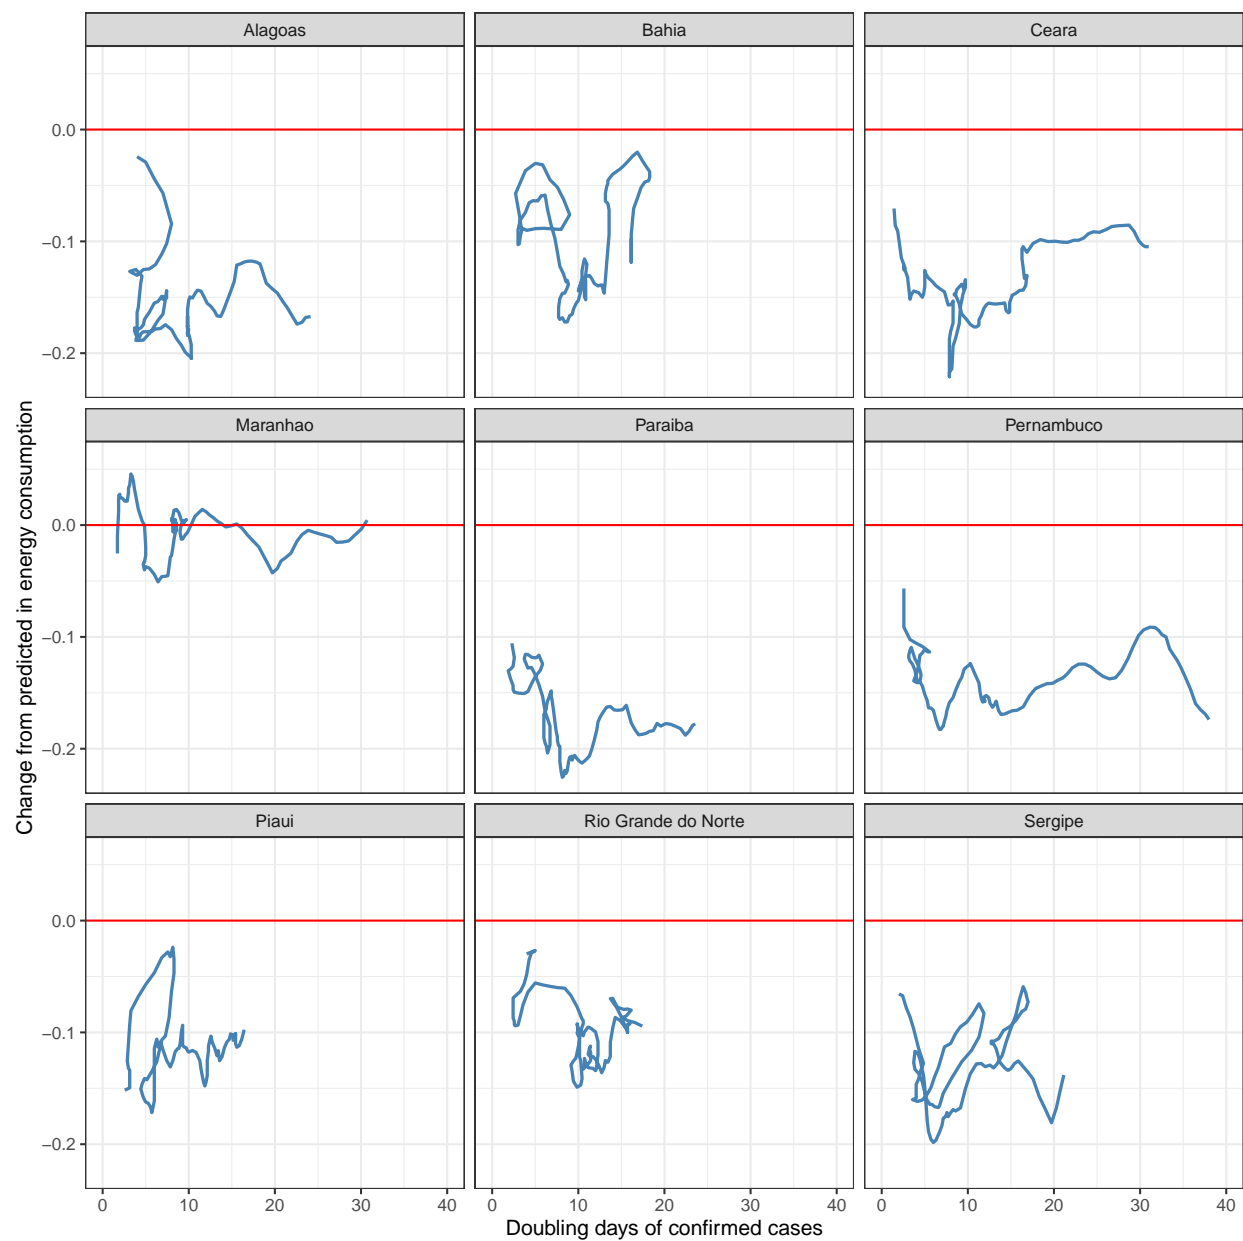 Alagoas Bahia Ceara
0.0
−0.1
−0.2
Maranhao Paraiba Pernambuco
0.0
−0.1
−0.2
Change from predicted in energy consumption
Piaui Rio Grande do Norte Sergipe
0.0
−0.1
−0.2
0 10 20 30 40 0 10 20 30 40 0 10 20 30 40
Doubling days of confirmed cases